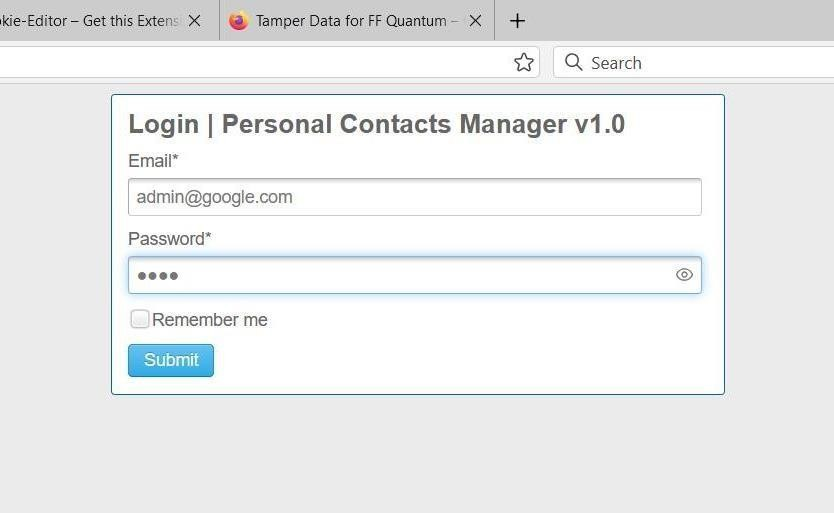 kie-Editor – Get this Extens
Tamper Data for FF Quantum –
Search
Login | Personal Contacts Manager v1.0
Email*
admin@google.com
Password*
Remember me
Submit